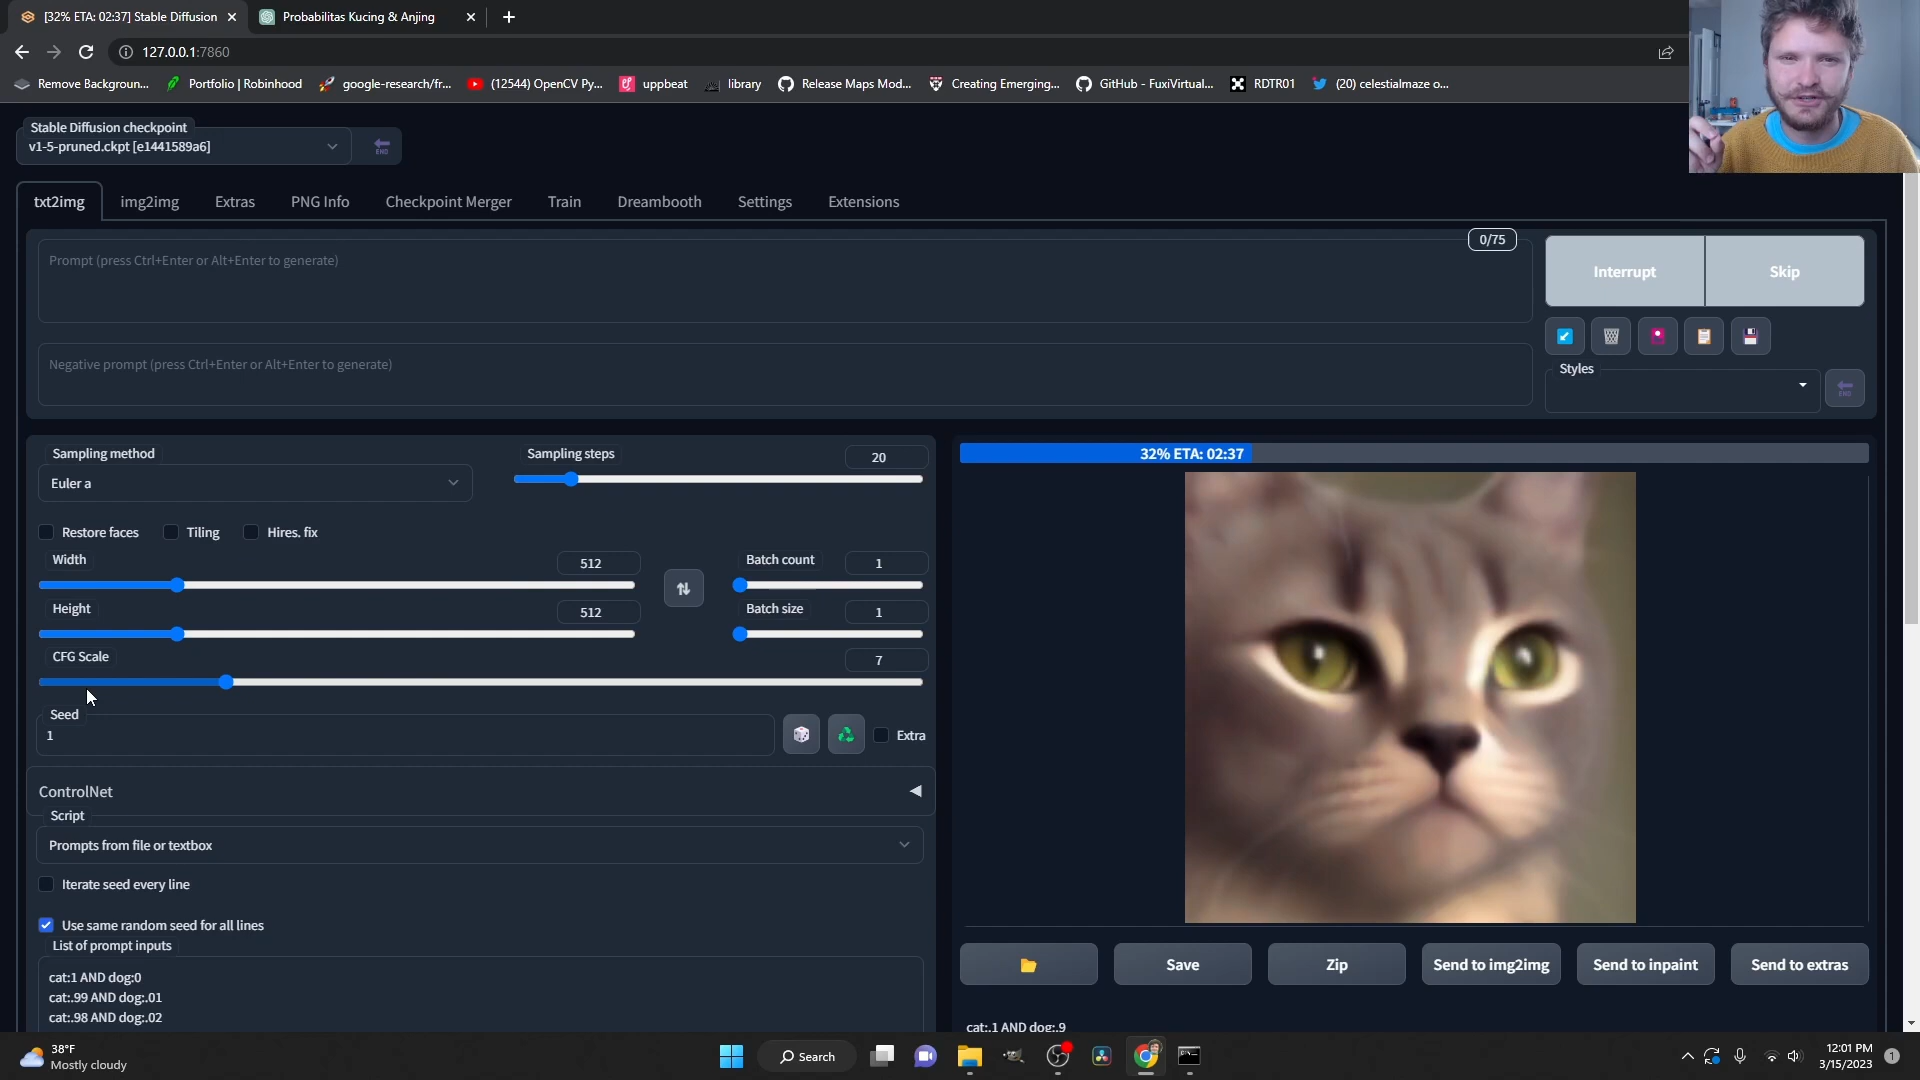 [32% ETA: 02:37] Stable Diffusion
Probabilitas Kucing & Anjing
127.0.0.1:7860
Remove Backgroun...
Portfolio | Robinhood
google-research/fr...
(12544) OpenCV Py...
uppbeat
library
Release Maps Mod...
Creating Emerging...
GitHub - FuxiVirtual...
RDTR01
(20) celestialmaze o...
Stable Diffusion checkpoint
v1-5-pruned.ckpt [e1441589a6]
END
txt2img
img2img
Extras
PNG Info
Checkpoint Merger
Train
Dreambooth
Settings
Extensions
0/75
Prompt (press Ctrl+Enter or Alt+Enter to generate)
Interrupt
Skip
Negative prompt (press Ctrl+Enter or Alt+Enter to generate)
Styles
END
Sampling method
Euler a
Sampling steps
20
32% ETA: 02:37
Restore faces
Tiling
Hires. fix
Width
512
Batch count
1
Height
512
Batch size
1
CFG Scale
7
Seed
1
Extra
ControlNet
Script
Prompts from file or textbox
Iterate seed every line
Use same random seed for all lines
List of prompt inputs
cat:1 AND dog:0
cat:.99 AND dog:.01
cat:.98 AND dog:.02
Save
Zip
Send to img2img
Send to inpaint
Send to extras
cat:.1 AND dog:.9
38°F
Mostly cloudy
Search
12:01 PM
3/15/2023
1